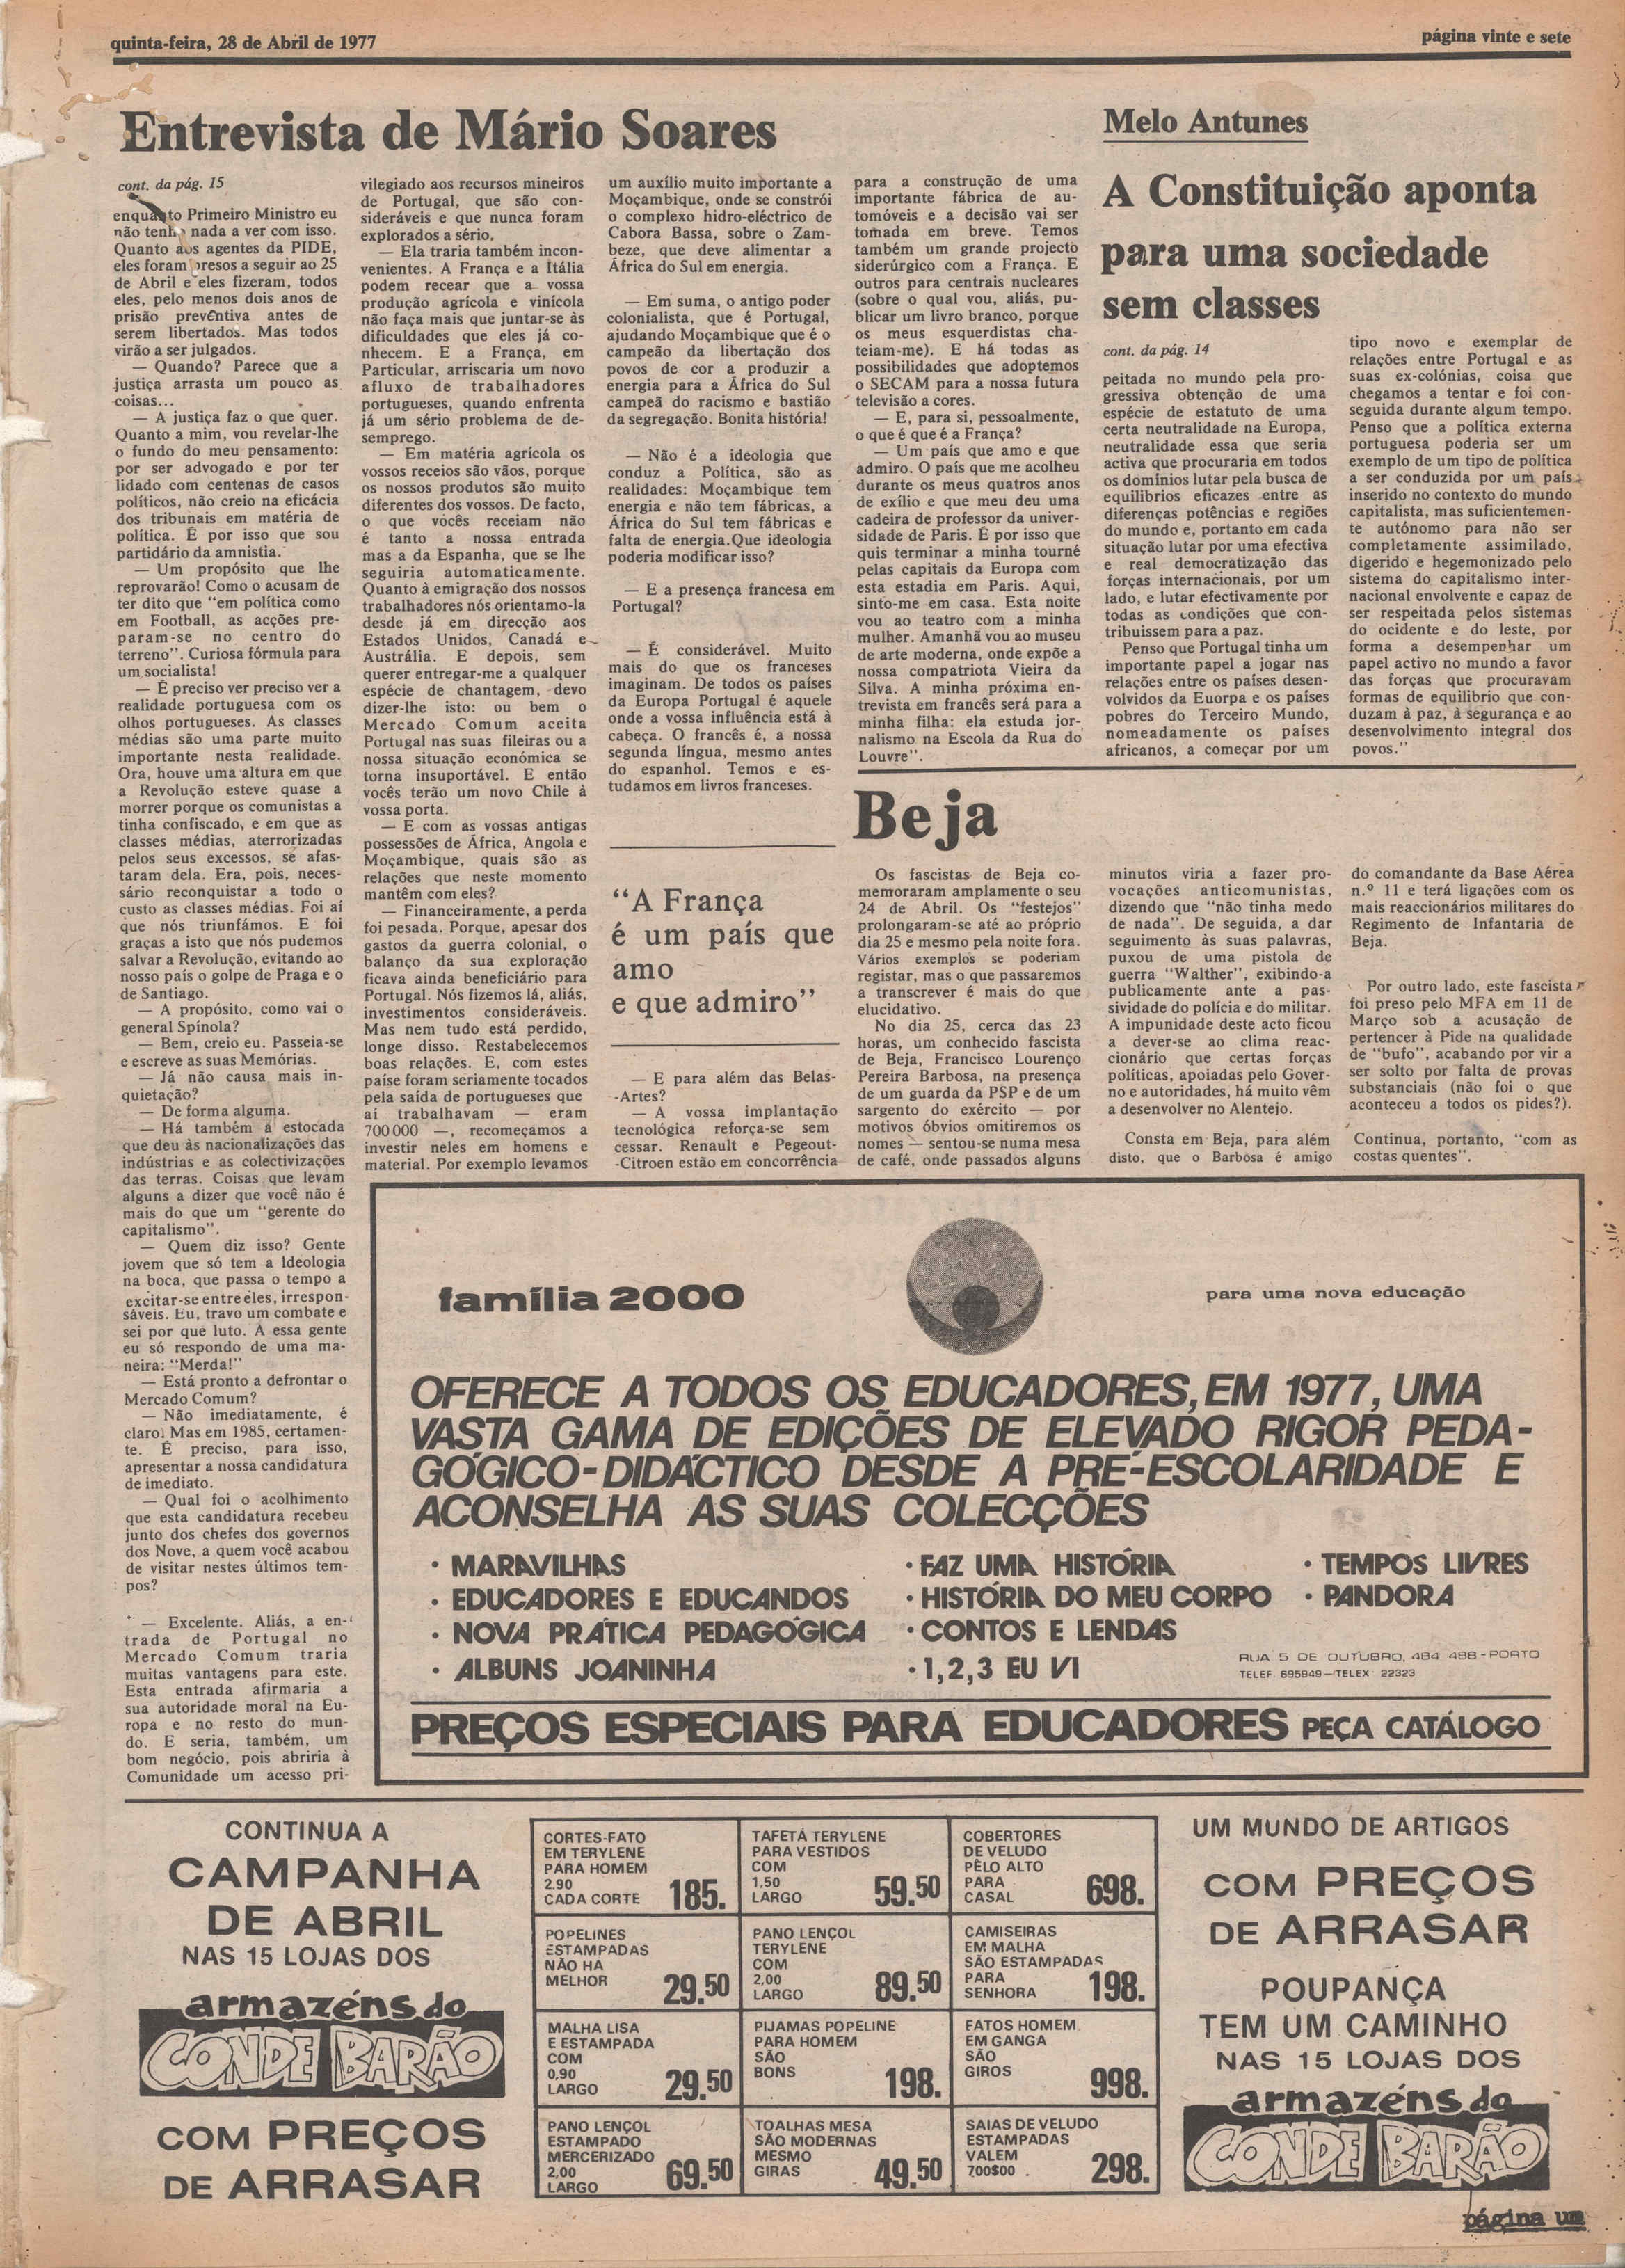 quinta-feira, 28 de Abril de 1977
página vinte e sete
Entrevista de Mário Soares
cont. da pág. 15
enquanto Primeiro Ministro eu
não tenho nada a ver com isso.
Quanto aos agentes da PIDE,
eles foram presos a seguir ao 25
de Abril e eles fizeram, todos
eles, pelo menos dois anos de
prisão preventiva antes de
serem libertados. Mas todos
virão a ser julgados.
— Quando? Parece que a
justiça arrasta um pouco as
coisas...
— A justiça faz o que quer.
Quanto a mim, vou revelar-lhe
o fundo do meu pensamento:
por ser advogado e por ter
lidado com centenas de casos
políticos, não creio na eficácia
dos tribunais em matéria de
política. É por isso que sou
partidário da amnistia.
— Um propósito que lhe
reprovarão! Como o acusam de
ter dito que "em política como
em Football, as acções pre-
param-se no centro do
terreno". Curiosa fórmula para
um socialista!
— É preciso ver preciso ver a
realidade portuguesa com os
olhos portugueses. As classes
médias são uma parte muito
importante nesta realidade.
Ora, houve uma altura em que
a Revolução esteve quase a
morrer porque os comunistas a
tinha confiscado, e em que as
classes médias, aterrorizadas
pelos seus excessos, se afas-
taram dela. Era, pois, neces-
sário reconquistar a todo o
custo as classes médias. Foi aí
que nós triunfámos. E foi
graças a isto que nós pudemos
salvar a Revolução, evitando ao
nosso país o golpe de Praga e o
de Santiago.
— A propósito, como vai o
general Spínola?
— Bem, creio eu. Passeia-se
e escreve as suas Memórias.
— Já não causa mais in-
quietação?
— De forma alguma.
— Há também a estocada
que deu às nacionalizações das
indústrias e as colectivizações
das terras. Coisas que levam
alguns a dizer que você não é
mais do que um "gerente do
capitalismo".
— Quem diz isso? Gente
jovem que só tem a Ideologia
na boca, que passa o tempo a
excitar-se entre eles, irrespon-
sáveis. Eu, travo um combate e
sei por que luto. A essa gente
eu só respondo de uma ma-
neira: "Merda!"
— Está pronto a defrontar o
Mercado Comum?
— Não imediatamente, é
claro. Mas em 1985, certamen-
te. É preciso, para isso,
apresentar a nossa candidatura
de imediato.
— Qual foi o acolhimento
que esta candidatura recebeu
junto dos chefes dos governos
dos Nove, a quem você acabou
de visitar nestes últimos tem-
pos?
— Excelente. Aliás, a en-
trada de Portugal no
Mercado Comum traria
muitas vantagens para este.
Esta entrada afirmaria a
sua autoridade moral na Eu-
ropa e no resto do mun-
do. E seria, também, um
bom negócio, pois abriria à
Comunidade um acesso pri-
vilegiado aos recursos mineiros
de Portugal, que são con-
sideráveis e que nunca foram
explorados a sério.
— Ela traria também incon-
venientes. A França e a Itália
podem recear que a vossa
produção agrícola e vinícola
não faça mais que juntar-se às
dificuldades que eles já co-
nhecem. E a França, em
Particular, arriscaria um novo
afluxo de trabalhadores
portugueses, quando enfrenta
já um sério problema de de-
semprego.
— Em matéria agrícola os
vossos receios são vãos, porque
os nossos produtos são muito
diferentes dos vossos. De facto,
o que vocês receiam não
é tanto a nossa entrada
mas a da Espanha, que se lhe
seguiria automaticamente.
Quanto à emigração dos nossos
trabalhadores nós orientamo-la
desde já em direcção aos
Estados Unidos, Canadá e
Austrália. E depois, sem
querer entregar-me a qualquer
espécie de chantagem, devo
dizer-lhe isto: ou bem o
Mercado Comum aceita
Portugal nas suas fileiras ou a
nossa situação económica se
torna insuportável. E então
vocês terão um novo Chile à
vossa porta.
— E com as vossas antigas
possessões de África, Angola e
Moçambique, quais são as
relações que neste momento
mantêm com eles?
— Financeiramente, a perda
foi pesada. Porque, apesar dos
gastos da guerra colonial, o
balanço da sua exploração
ficava ainda beneficiário para
Portugal. Nós fizemos lá, aliás,
investimentos consideráveis.
Mas nem tudo está perdido,
longe disso. Restabelecemos
boas relações. E, com estes
paíse foram seriamente tocados
pela saída de portugueses que
aí trabalhavam — eram
700 000 —, recomeçamos a
investir neles em homens e
material. Por exemplo levamos
um auxílio muito importante a
Moçambique, onde se constrói
o complexo hidro-eléctrico de
Cabora Bassa, sobre o Zam-
beze, que deve alimentar a
África do Sul em energia.
— Em suma, o antigo poder
colonialista, que é Portugal,
ajudando Moçambique que é o
campeão da libertação dos
povos de cor a produzir a
energia para a África do Sul
campeã do racismo e bastião
da segregação. Bonita história!
— Não é a ideologia que
conduz a Política, são as
realidades: Moçambique tem
energia e não tem fábricas, a
África do Sul tem fábricas e
falta de energia.Que ideologia
poderia modificar isso?
— E a presença francesa em
Portugal?
— É considerável. Muito
mais do que os franceses
imaginam. De todos os países
da Europa Portugal é aquele
onde a vossa influência está à
cabeça. O francês é, a nossa
segunda língua, mesmo antes
do espanhol. Temos e es-
tudamos em livros franceses.
"A França
é um país que
amo
e que admiro"
— E para além das Belas-
-Artes?
— A vossa implantação
tecnológica reforça-se sem
cessar. Renault e Pegeout-
-Citroen estão em concorrência
para a construção de uma
importante fábrica de au-
tomóveis e a decisão vai ser
tomada em breve. Temos
também um grande projecto
siderúrgico com a França. E
outros para centrais nucleares
(sobre o qual vou, aliás, pu-
blicar um livro branco, porque
os meus esquerdistas cha-
teiam-me). E há todas as
possibilidades que adoptemos
o SECAM para a nossa futura
televisão a cores.
— E, para si, pessoalmente,
o que é que é a França?
— Um país que amo e que
admiro. O país que me acolheu
durante os meus quatros anos
de exílio e que meu deu uma
cadeira de professor da univer-
sidade de Paris. É por isso que
quis terminar a minha tourné
pelas capitais da Europa com
esta estadia em Paris. Aqui,
sinto-me em casa. Esta noite
vou ao teatro com a minha
mulher. Amanhã vou ao museu
de arte moderna, onde expõe a
nossa compatriota Vieira da
Silva. A minha próxima en-
trevista em francês será para a
minha filha: ela estuda jor-
nalismo na Escola da Rua do
Louvre".
Melo Antunes
A Constituição aponta
para uma sociedade
sem classes
cont. da pág. 14
peitada no mundo pela pro-
gressiva obtenção de uma
espécie de estatuto de uma
certa neutralidade na Europa,
neutralidade essa que seria
activa que procuraria em todos
os domínios lutar pela busca de
equilibrios eficazes entre as
diferenças potências e regiões
do mundo e, portanto em cada
situação lutar por uma efectiva
e real democratização das
forças internacionais, por um
lado, e lutar efectivamente por
todas as condições que con-
tribuissem para a paz.
Penso que Portugal tinha um
importante papel a jogar nas
relações entre os países desen-
volvidos da Euorpa e os países
pobres do Terceiro Mundo,
nomeadamente os países
africanos, a começar por um
tipo novo e exemplar de
relações entre Portugal e as
suas ex-colónias, coisa que
chegamos a tentar e foi con-
seguida durante algum tempo.
Penso que a política externa
portuguesa poderia ser um
exemplo de um tipo de política
a ser conduzida por um país
inserido no contexto do mundo
capitalista, mas suficientemen-
te autónomo para não ser
completamente assimilado,
digerido e hegemonizado pelo
sistema do capitalismo inter-
nacional envolvente e capaz de
ser respeitada pelos sistemas
do ocidente e do leste, por
forma a desempenhar um
papel activo no mundo a favor
das forças que procuravam
formas de equilibrio que con-
duzam à paz, à segurança e ao
desenvolvimento integral dos
povos."
Beja
Os fascistas de Beja co-
memoraram amplamente o seu
24 de Abril. Os "festejos"
prolongaram-se até ao próprio
dia 25 e mesmo pela noite fora.
Vários exemplos se poderiam
registar, mas o que passaremos
a transcrever é mais do que
elucidativo.
No dia 25, cerca das 23
horas, um conhecido fascista
de Beja, Francisco Lourenço
Pereira Barbosa, na presença
de um guarda da PSP e de um
sargento do exército — por
motivos óbvios omitiremos os
nomes — sentou-se numa mesa
de café, onde passados alguns
minutos viria a fazer pro-
vocações anticomunistas,
dizendo que "não tinha medo
de nada". De seguida, a dar
seguimento às suas palavras,
puxou de uma pistola de
guerra "Walther", exibindo-a
publicamente ante a pas-
sividade do polícia e do militar.
A impunidade deste acto ficou
a dever-se ao clima reac-
cionário que certas forças
políticas, apoiadas pelo Gover-
no e autoridades, há muito vêm
a desenvolver no Alentejo.
Consta em Beja, para além
disto, que o Barbosa é amigo
do comandante da Base Aérea
n.º 11 e terá ligações com os
mais reaccionários militares do
Regimento de Infantaria de
Beja.
Por outro lado, este fascista
foi preso pelo MFA em 11 de
Março sob a acusação de
pertencer à Pide na qualidade
de "bufo", acabando por vir a
ser solto por falta de provas
substanciais (não foi o que
aconteceu a todos os pides?).
Continua, portanto, "com as
costas quentes".
família 2000
para uma nova educação
OFERECE A TODOS OS EDUCADORES, EM 1977, UMA
VASTA GAMA DE EDIÇÕES DE ELEVADO RIGOR PEDA-
GÓGICO-DIDÁCTICO DESDE A PRÉ-ESCOLARIDADE E
ACONSELHA AS SUAS COLECÇÕES
• MARAVILHAS
• EDUCADORES E EDUCANDOS
• NOVA PRÁTICA PEDAGÓGICA
• ALBUNS JOANINHA
• FAZ UMA HISTÓRIA
• HISTÓRIA DO MEU CORPO
• CONTOS E LENDAS
• 1,2,3 EU VI
• TEMPOS LIVRES
• PANDORA
RUA 5 DE OUTUBRO, 484 488-PORTO
TELEF. 695949—TELEX 22323
PREÇOS ESPECIAIS PARA EDUCADORES PEÇA CATÁLOGO
CONTINUA A
CAMPANHA
DE ABRIL
NAS 15 LOJAS DOS
armazéns do
CONDE BARÃO
COM PREÇOS
DE ARRASAR
CORTES-FATO
EM TERYLENE
PARA HOMEM
2.90
CADA CORTE 185.
TAFETÁ TERYLENE
PARA VESTIDOS
COM
1,50
LARGO 59.50
COBERTORES
DE VELUDO
PÊLO ALTO
PARA
CASAL 698.
POPELINES
ESTAMPADAS
NÃO HÁ
MELHOR 29.50
PANO LENÇOL
TERYLENE
COM
2,00
LARGO 89.50
CAMISEIRAS
EM MALHA
SÃO ESTAMPADAS
PARA
SENHORA 198.
MALHA LISA
E ESTAMPADA
COM
0,90
LARGO 29.50
PIJAMAS POPELINE
PARA HOMEM
SÃO
BONS 198.
FATOS HOMEM
EM GANGA
SÃO
GIROS 998.
PANO LENÇOL
ESTAMPADO
MERCERIZADO
2,00
LARGO 69.50
TOALHAS MESA
SÃO MODERNAS
MESMO
GIRAS 49.50
SAIAS DE VELUDO
ESTAMPADAS
VALEM
700$00 . 298.
UM MUNDO DE ARTIGOS
COM PREÇOS
DE ARRASAR
POUPANÇA
TEM UM CAMINHO
NAS 15 LOJAS DOS
armazéns do
CONDE BARÃO
página um